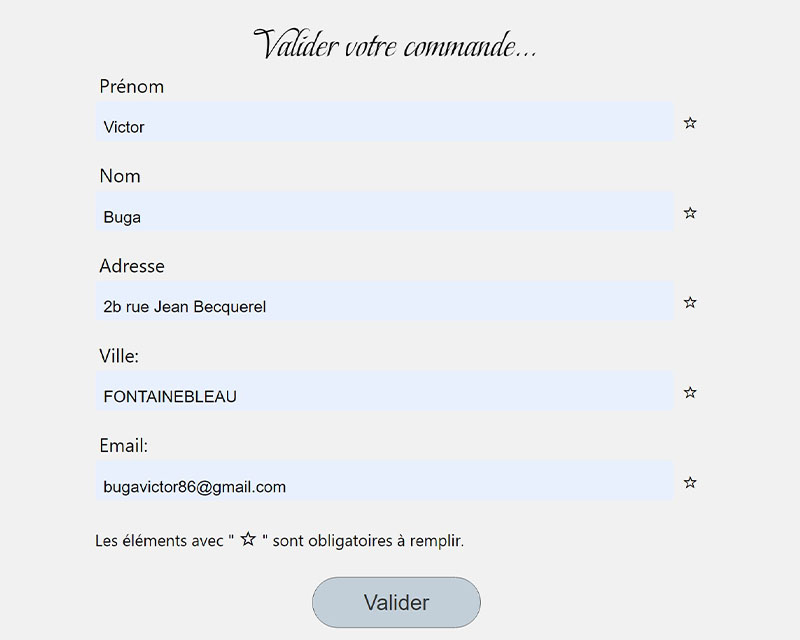 Valider votre commande...
Prénom
Victor
☆
Nom
Buga
☆
Adresse
2b rue Jean Becquerel
☆
Ville:
FONTAINEBLEAU
☆
Email:
bugavictor86@gmail.com
☆
Les éléments avec " ☆ " sont obligatoires à remplir.
Valider